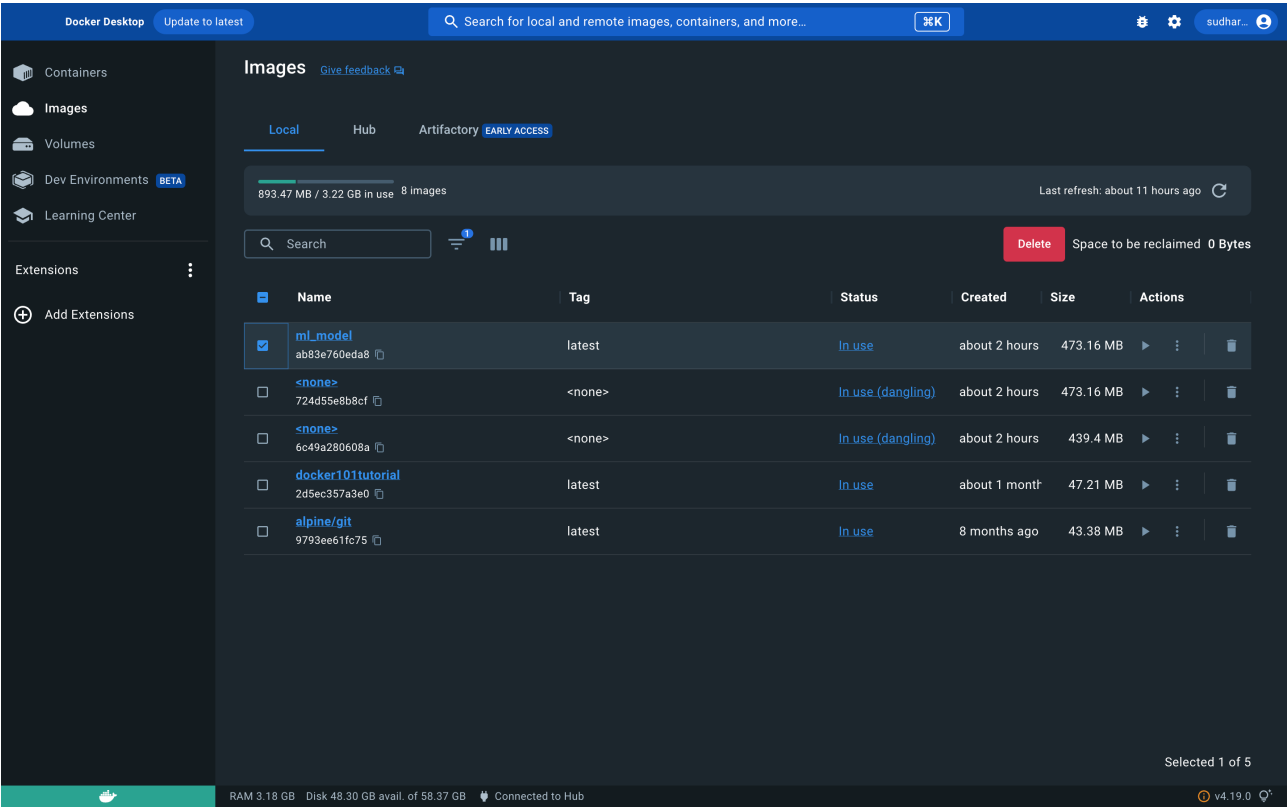 Docker Desktop Update to latest Search for local and remote images, containers, and more... ⌘K sudhar...
Containers
Images
Volumes
Dev Environments BETA
Learning Center
Extensions
Add Extensions
Images Give feedback
Local Hub Artifactory EARLY ACCESS
893.47 MB / 3.22 GB in use 8 images Last refresh: about 11 hours ago
Search 1 Delete Space to be reclaimed 0 Bytes
Name Tag Status Created Size Actions
ml_model
ab83e760eda8
latest In use about 2 hours 473.16 MB
<none>
724d55e8b8cf
<none> In use (dangling) about 2 hours 473.16 MB
<none>
6c49a280608a
<none> In use (dangling) about 2 hours 439.4 MB
docker101tutorial
2d5ec357a3e0
latest In use about 1 month 47.21 MB
alpine/git
9793ee61fc75
latest In use 8 months ago 43.38 MB
Selected 1 of 5
RAM 3.18 GB Disk 48.30 GB avail. of 58.37 GB Connected to Hub v4.19.0